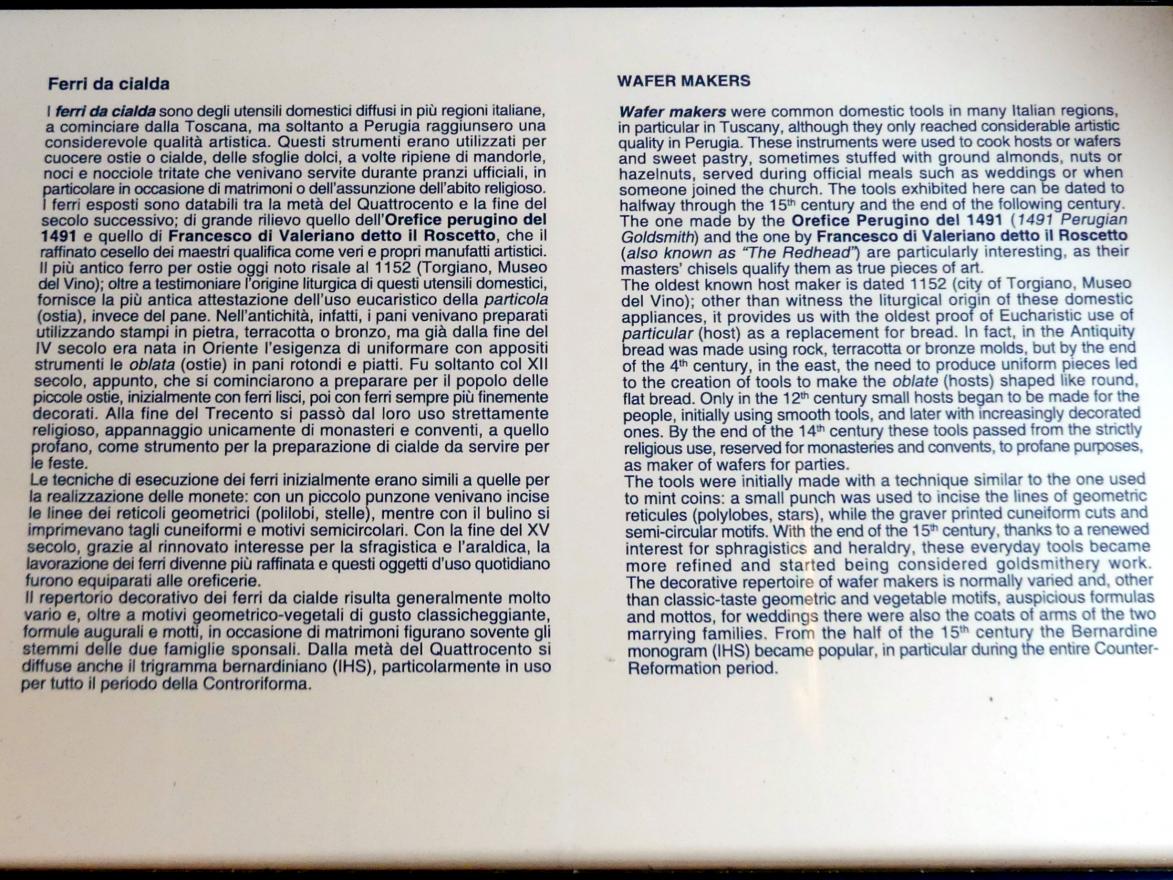 Ferri da cialda
I ferri da cialda sono degli utensili domestici diffusi in più regioni italiane,
a cominciare dalla Toscana, ma soltanto a Perugia raggiunsero una
considerevole qualità artistica. Questi strumenti erano utilizzati per
cuocere ostie o cialde, delle sfoglie dolci, a volte ripiene di mandorle,
noci e nocciole tritate che venivano servite durante pranzi ufficiali, in
particolare in occasione di matrimoni o dell'assunzione dell'abito religioso.
I ferri esposti sono databili tra la metà del Quattrocento e la fine del
secolo successivo; di grande rilievo quello dell'Orefice perugino del
1491 e quello di Francesco di Valeriano detto il Roscetto, che il
raffinato cesello dei maestri qualifica come veri e propri manufatti artistici.
Il più antico ferro per ostie oggi noto risale al 1152 (Torgiano, Museo
del Vino); oltre a testimoniare l'origine liturgica di questi utensili domestici,
fornisce la più antica attestazione dell'uso eucaristico della particola
(ostia), invece del pane. Nell'antichità, infatti, i pani venivano preparati
utilizzando stampi in pietra, terracotta o bronzo, ma già dalla fine del
IV secolo era nata in Oriente l'esigenza di uniformare con appositi
strumenti le oblata (ostie) in pani rotondi e piatti. Fu soltanto col XII
secolo, appunto, che si cominciarono a preparare per il popolo delle
piccole ostie, inizialmente con ferri lisci, poi con ferri sempre più finemente
decorati. Alla fine del Trecento si passò dal loro uso strettamente
religioso, appannaggio unicamente di monasteri e conventi, a quello
profano, come strumento per la preparazione di cialde da servire per
le feste.
Le tecniche di esecuzione dei ferri inizialmente erano simili a quelle per
la realizzazione delle monete: con un piccolo punzone venivano incise
le linee dei reticoli geometrici (polilobi, stelle), mentre con il bulino si
imprimevano tagli cuneiformi e motivi semicircolari. Con la fine del XV
secolo, grazie al rinnovato interesse per la sfragistica e l'araldica, la
lavorazione dei ferri divenne più raffinata e questi oggetti d'uso quotidiano
furono equiparati alle oreficerie.
Il repertorio decorativo dei ferri da cialde risulta generalmente molto
vario e, oltre a motivi geometrico-vegetali di gusto classicheggiante,
formule augurali e motti, in occasione di matrimoni figurano sovente gli
stemmi delle due famiglie sponsali. Dalla metà del Quattrocento si
diffuse anche il trigramma bernardiniano (IHS), particolarmente in uso
per tutto il periodo della Controriforma.
WAFER MAKERS
Wafer makers were common domestic tools in many Italian regions,
in particular in Tuscany, although they only reached considerable artistic
quality in Perugia. These instruments were used to cook hosts or wafers
and sweet pastry, sometimes stuffed with ground almonds, nuts or
hazelnuts, served during official meals such as weddings or when
someone joined the church. The tools exhibited here can be dated to
halfway through the 15th century and the end of the following century.
The one made by the Orefice Perugino del 1491 (1491 Perugian
Goldsmith) and the one by Francesco di Valeriano detto il Roscetto
(also known as "The Redhead") are particularly interesting, as their
masters' chisels qualify them as true pieces of art.
The oldest known host maker is dated 1152 (city of Torgiano, Museo
del Vino); other than witness the liturgical origin of these domestic
appliances, it provides us with the oldest proof of Eucharistic use of
particular (host) as a replacement for bread. In fact, in the Antiquity
bread was made using rock, terracotta or bronze molds, but by the end
of the 4th century, in the east, the need to produce uniform pieces led
to the creation of tools to make the oblate (hosts) shaped like round,
flat bread. Only in the 12th century small hosts began to be made for the
people, initially using smooth tools, and later with increasingly decorated
ones. By the end of the 14th century these tools passed from the strictly
religious use, reserved for monasteries and convents, to profane purposes,
as maker of wafers for parties.
The tools were initially made with a technique similar to the one used
to mint coins: a small punch was used to incise the lines of geometric
reticules (polylobes, stars), while the graver printed cuneiform cuts and
semi-circular motifs. With the end of the 15th century, thanks to a renewed
interest for sphragistics and heraldry, these everyday tools became
more refined and started being considered goldsmithery work.
The decorative repertoire of wafer makers is normally varied and, other
than classic-taste geometric and vegetable motifs, auspicious formulas
and mottos, for weddings there were also the coats of arms of the two
marrying families. From the half of the 15th century the Bernardine
monogram (IHS) became popular, in particular during the entire Counter-
Reformation period.